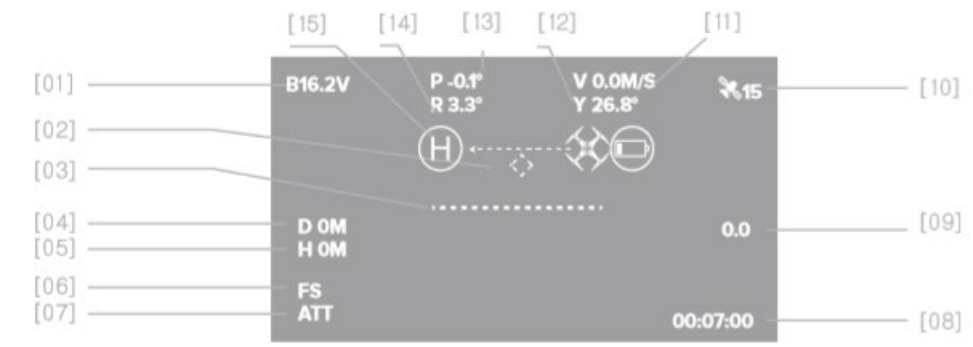 [15] [14] [13] [12] [11]
[01] B16.2V P -0.1° V 0.0M/S 15 [10]
R 3.3° Y 26.8°
[02] H
[03]
[04] D 0M 0.0 [09]
[05] H 0M
[06] FS
[07] ATT 00:07:00 [08]